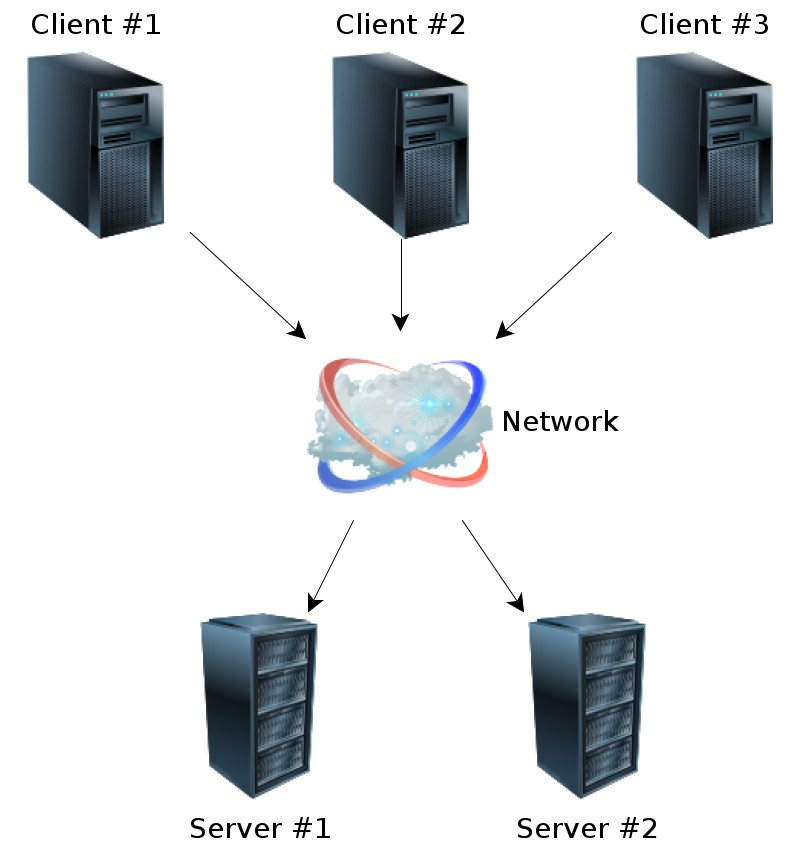 Client #1
Client #2
Client #3
Network
Server #1
Server #2